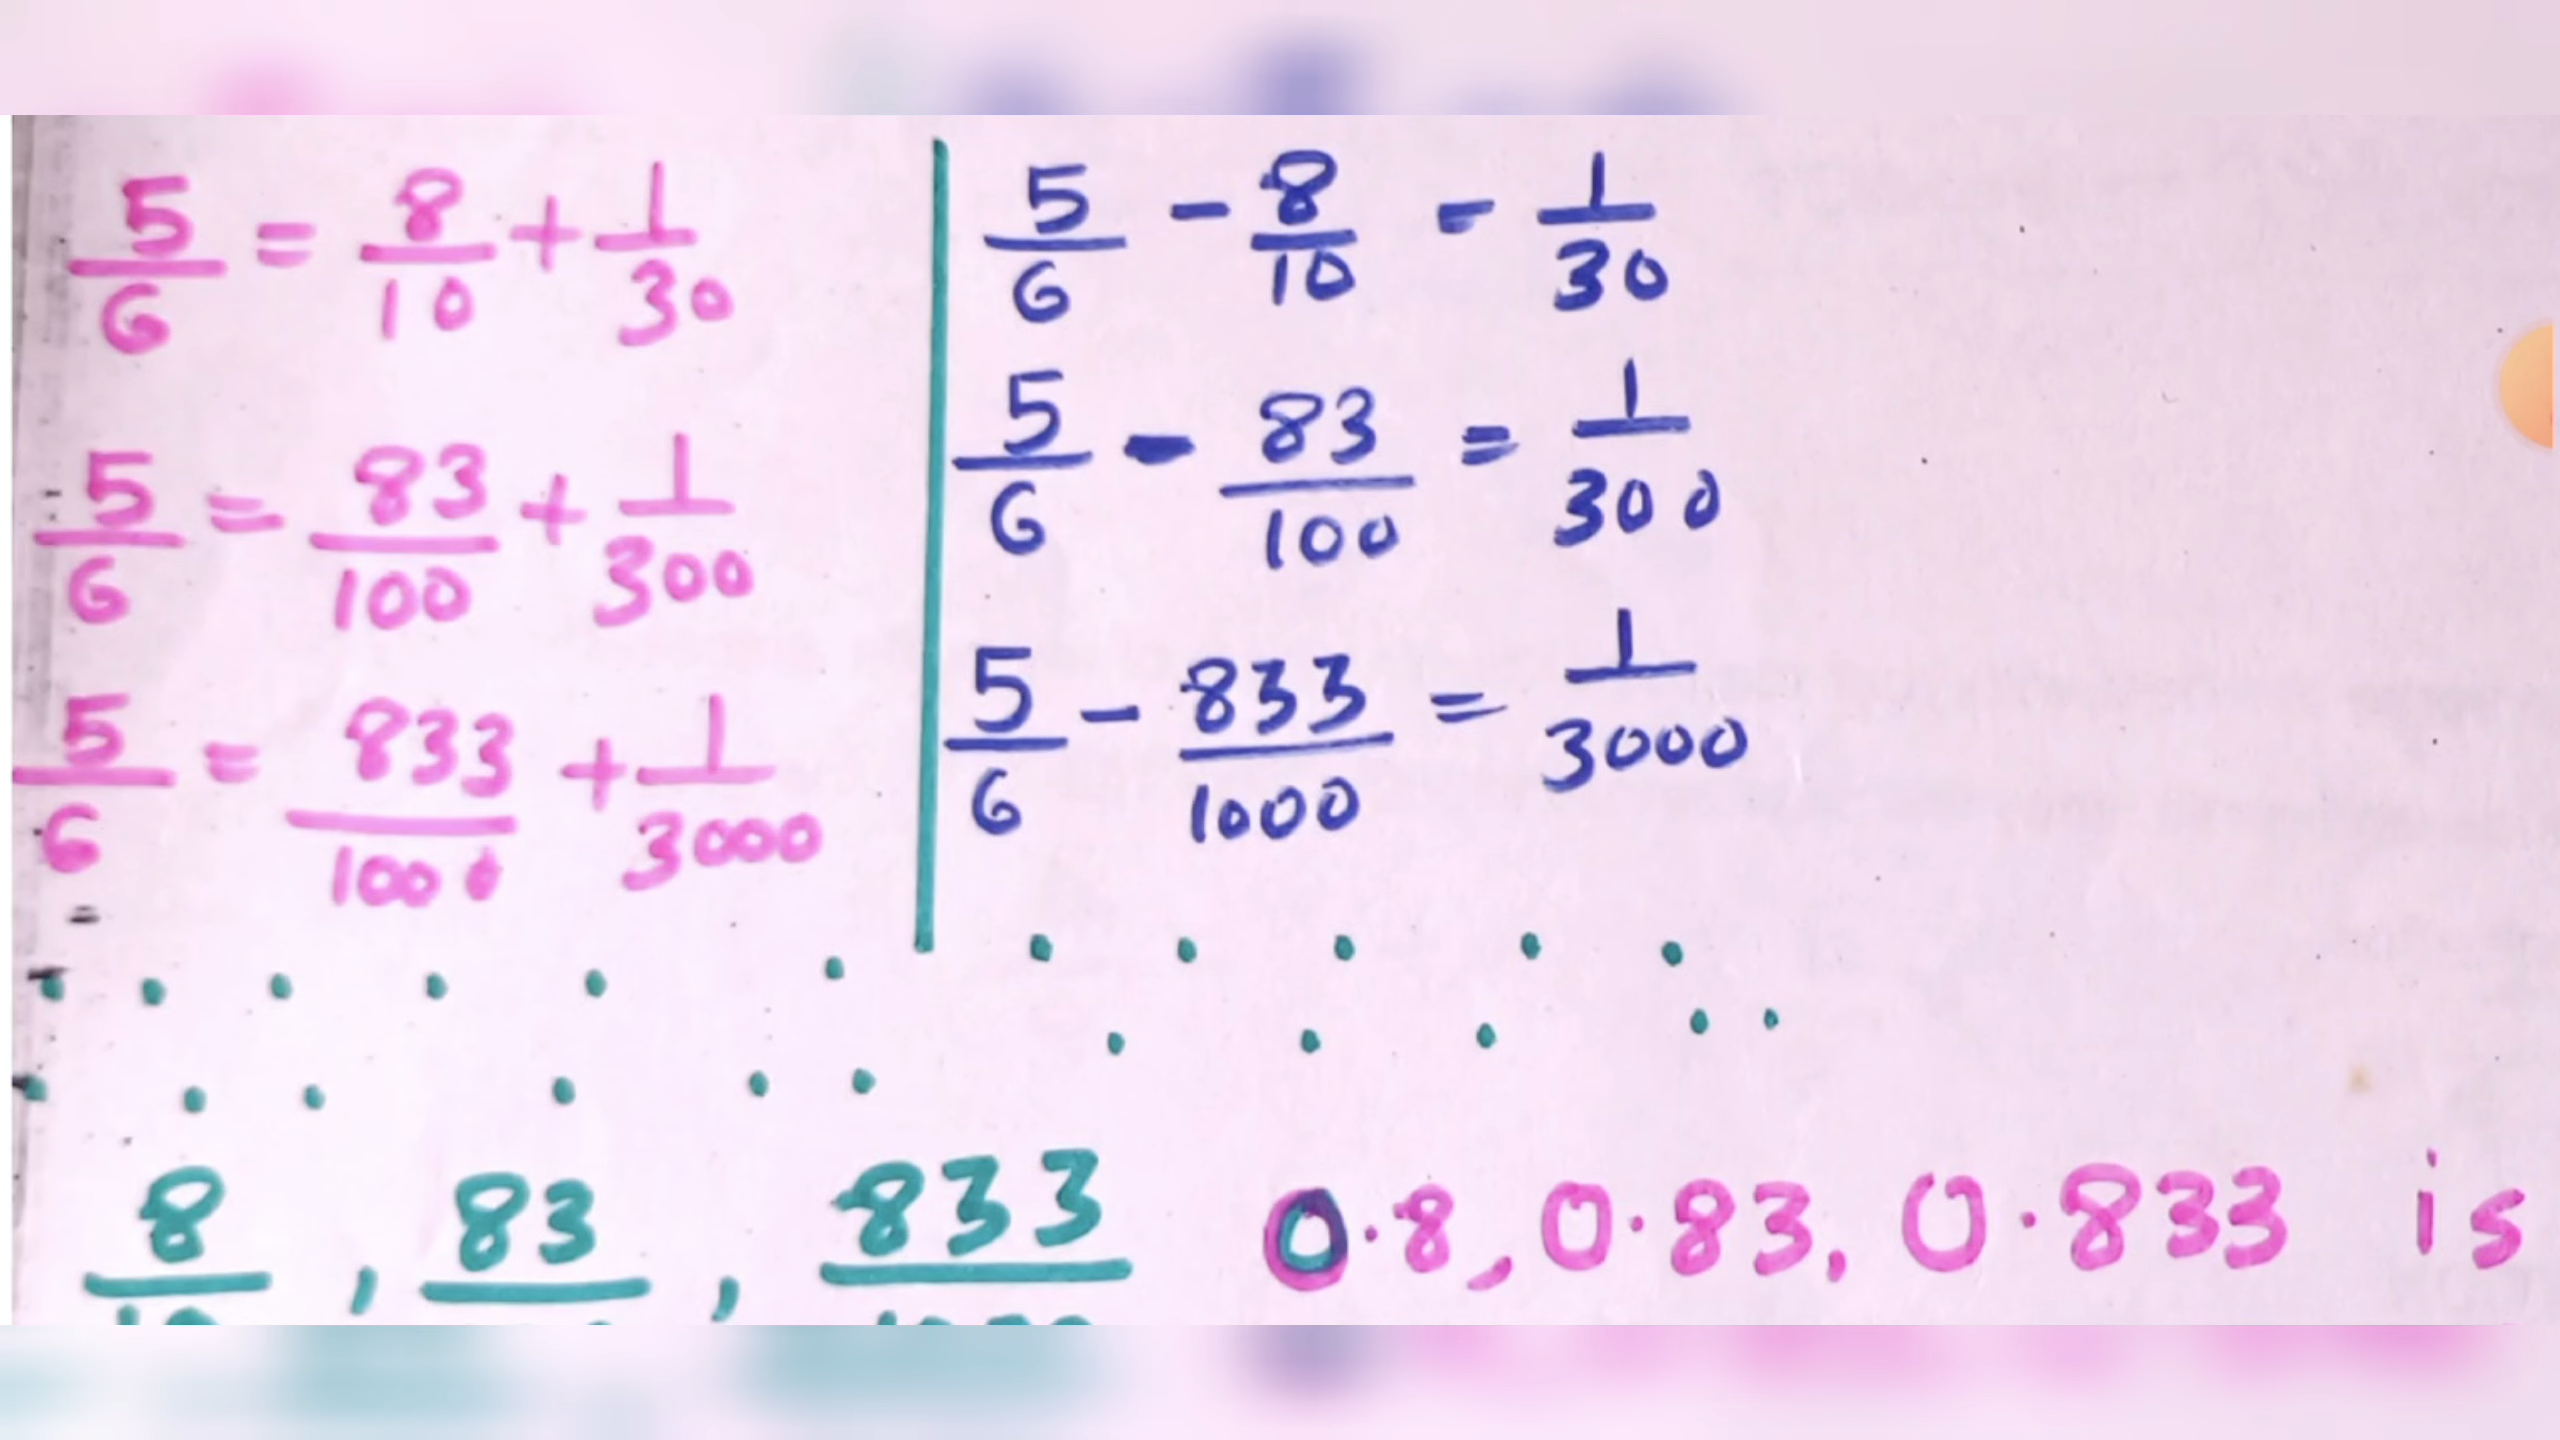 5/6 = 8/10 + 1/30
5/6 = 83/100 + 1/300
5/6 = 833/1000 + 1/3000
5/6 - 8/10 = 1/30
5/6 - 83/100 = 1/300
5/6 - 833/1000 = 1/3000
8/10, 83/, 833/1000 0.8, 0.83, 0.833 is